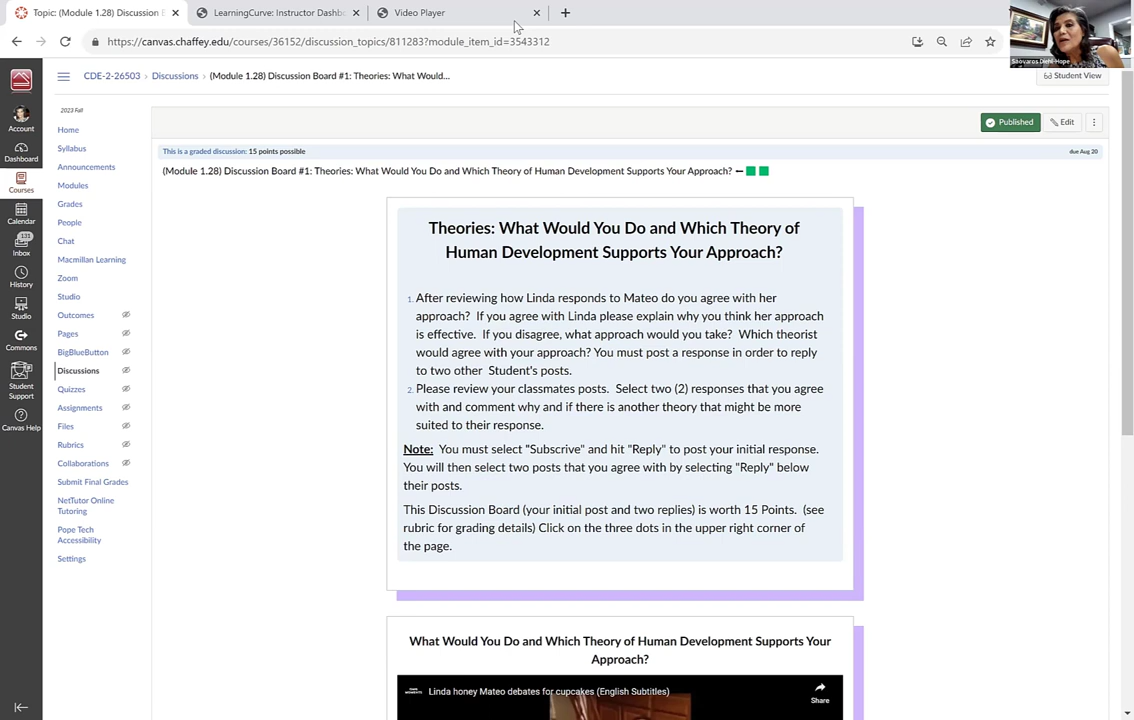 Topic: (Module 1.28) Discussion B
LearningCurve: Instructor Dashb
Video Player
https://canvas.chaffey.edu/courses/36152/discussion_topics/811283?module_item_id=3543312
Saovaros Diehl-Hope
CDE-2-26503 › Discussions › (Module 1.28) Discussion Board #1: Theories: What Would...
Student View
Account
Dashboard
Courses
Calendar
131
Inbox
History
Studio
Commons
Student
Support
Canvas Help
2023 Fall
Home
Syllabus
Announcements
Modules
Grades
People
Chat
Macmillan Learning
Zoom
Studio
Outcomes
Pages
BigBlueButton
Discussions
Quizzes
Assignments
Files
Rubrics
Collaborations
Submit Final Grades
NetTutor Online
Tutoring
Pope Tech
Accessibility
Settings
Published
Edit
This is a graded discussion: 15 points possible
due Aug 20
(Module 1.28) Discussion Board #1: Theories: What Would You Do and Which Theory of Human Development Supports Your Approach?
Theories: What Would You Do and Which Theory of
Human Development Supports Your Approach?
1. After reviewing how Linda responds to Mateo do you agree with her
approach? If you agree with Linda please explain why you think her approach
is effective. If you disagree, what approach would you take? Which theorist
would agree with your approach? You must post a response in order to reply
to two other Student's posts.
2. Please review your classmates posts. Select two (2) responses that you agree
with and comment why and if there is another theory that might be more
suited to their response.
Note: You must select "Subscrive" and hit "Reply" to post your initial response.
You will then select two posts that you agree with by selecting "Reply" below
their posts.
This Discussion Board (your initial post and two replies) is worth 15 Points. (see
rubric for grading details) Click on the three dots in the upper right corner of
the page.
What Would You Do and Which Theory of Human Development Supports Your
Approach?
Linda honey Mateo debates for cupcakes (English Subtitles)
Share